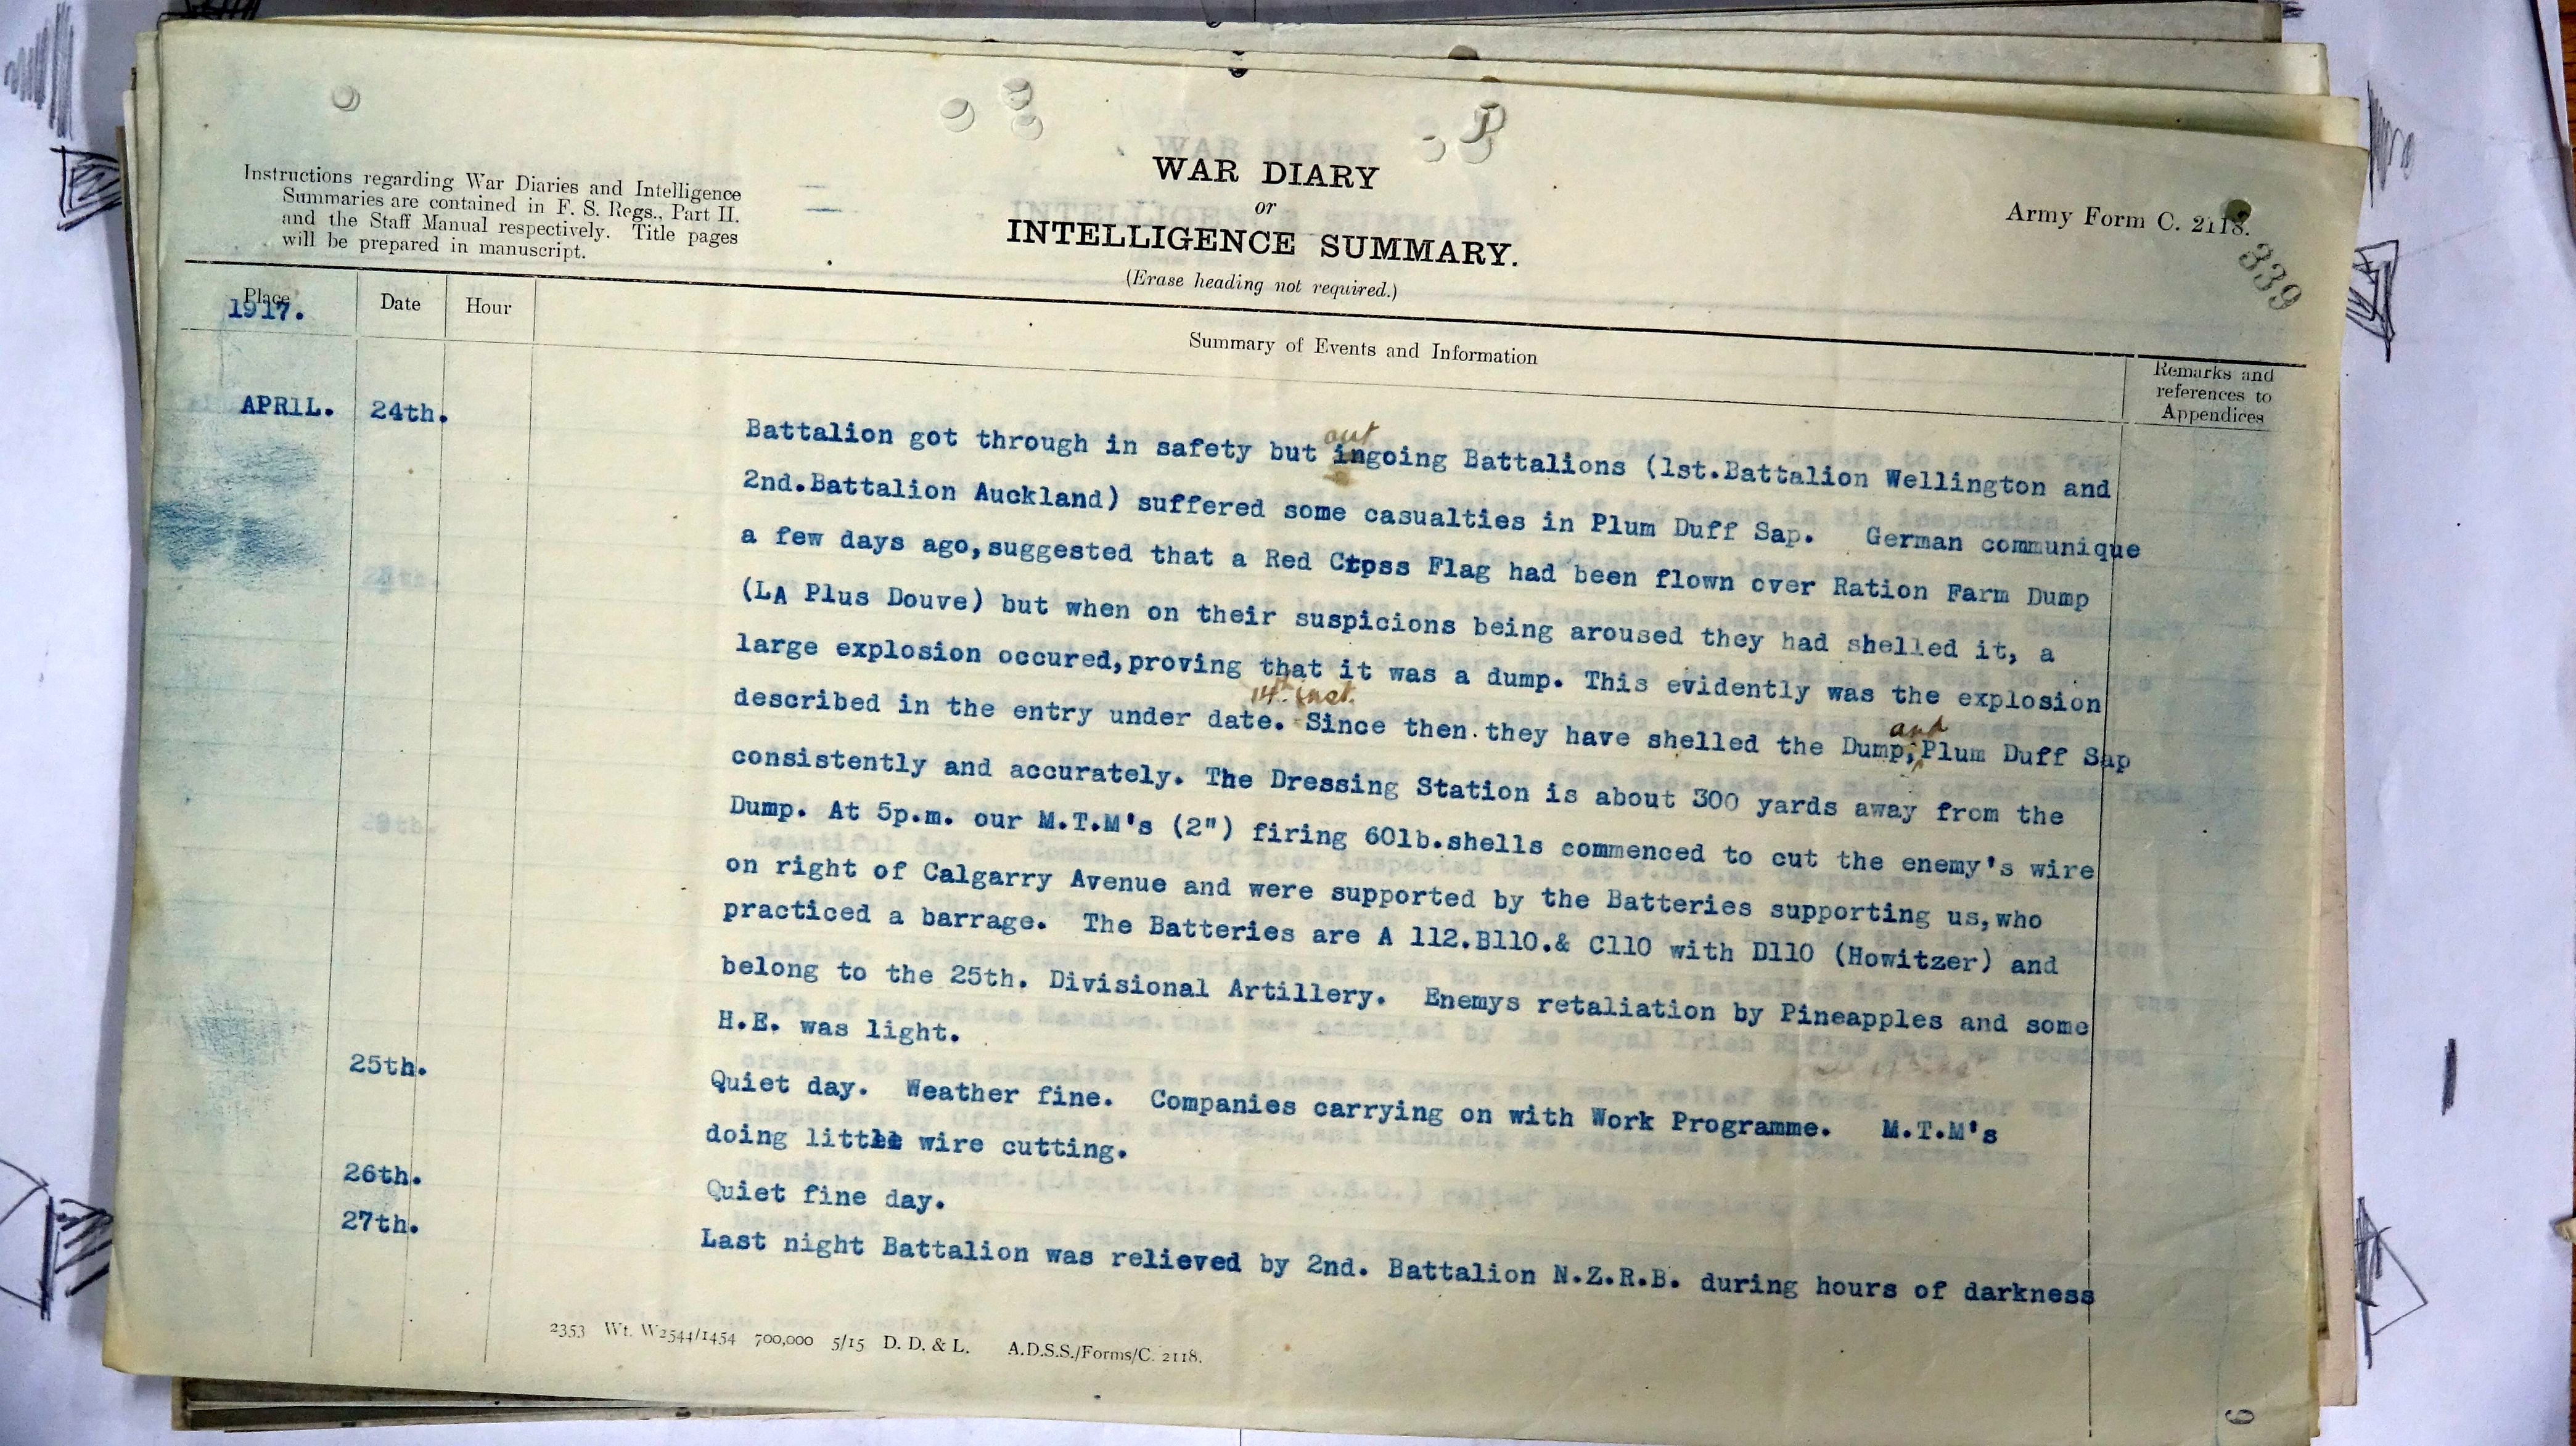 Instructions regarding War Diaries and Intelligence
Summaries are contained in F. S. Regs., Part II.
and the Staff Manual respectively. Title pages
will be prepared in manuscript.
WAR DIARY
or
INTELLIGENCE SUMMARY.
(Erase heading not required.)
Army Form C. 2118.
339
Place
1917.
Date
Hour
Summary of Events and Information
Remarks and
references to
Appendices
APRIL. 24th.
out
Battalion got through in safety but ingoing Battalions (1st.Battalion Wellington and
2nd.Battalion Auckland) suffered some casualties in Plum Duff Sap. German communique
a few days ago,suggested that a Red Ctpss Flag had been flown over Ration Farm Dump
(LA Plus Douve) but when on their suspicions being aroused they had shelled it, a
large explosion occured,proving that it was a dump. This evidently was the explosion
14th inst.
described in the entry under date. Since then they have shelled the Dump, and Plum Duff Sap
consistently and accurately. The Dressing Station is about 300 yards away from the
Dump. At 5p.m. our M.T.M's (2") firing 60lb.shells commenced to cut the enemy's wire
on right of Calgarry Avenue and were supported by the Batteries supporting us,who
practiced a barrage. The Batteries are A 112.B110.& C110 with D110 (Howitzer) and
belong to the 25th. Divisional Artillery. Enemys retaliation by Pineapples and some
H.E. was light.
25th. Quiet day. Weather fine. Companies carrying on with Work Programme. M.T.M's
doing little wire cutting.
26th. Quiet fine day.
27th. Last night Battalion was relieved by 2nd. Battalion N.Z.R.B. during hours of darkness
2353 Wt. W2544/1454 700,000 5/15 D. D. & L. A.D.S.S./Forms/C. 2118.
6